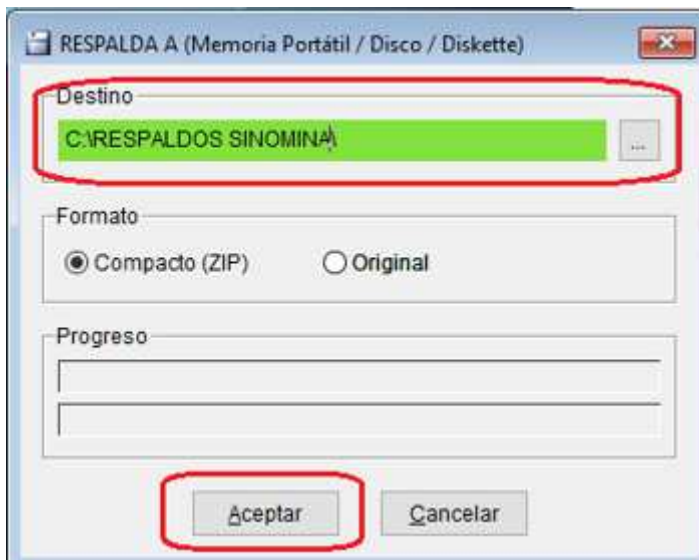 RESPALDA A (Memoria Portátil / Disco / Diskette)
Destino
C:\RESPALDOS SINOMINA\
...
Formato
Compacto (ZIP) Original
Progreso
Aceptar Cancelar